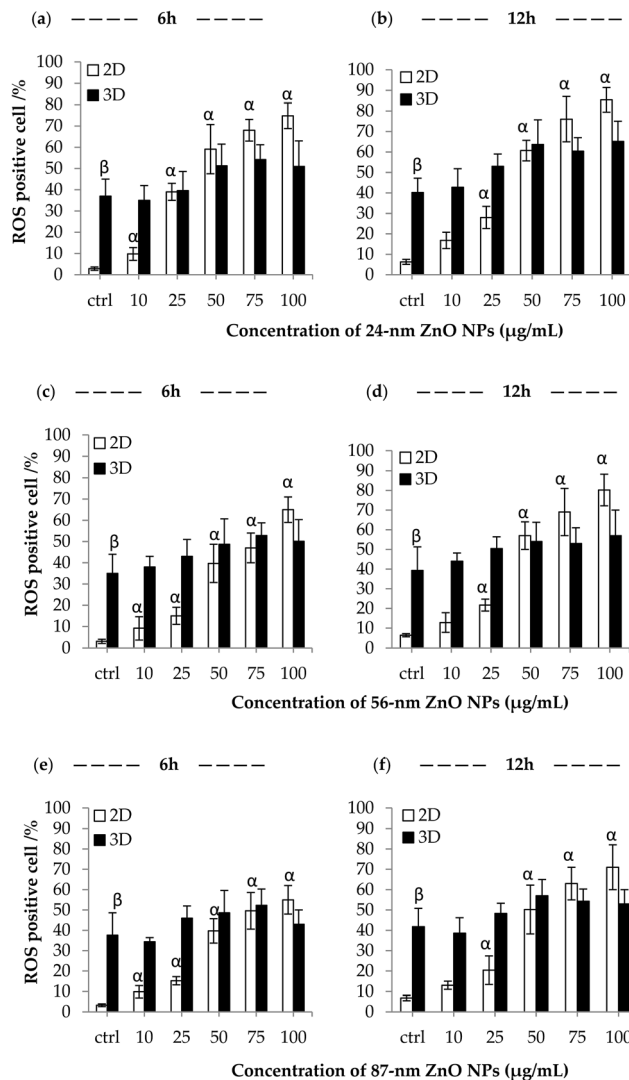 (a) — — — — 6h — — — —
ROS positive cell /%
100
90
80
70
60
50
40
30
20
10
0
2D
3D
β
α
α
α
α
α
ctrl 10 25 50 75 100
(b) — — — — 12h — — — —
100
90
80
70
60
50
40
30
20
10
0
2D
3D
β
α
α
α
α
ctrl 10 25 50 75 100
Concentration of 24-nm ZnO NPs (μg/mL)
(c) — — — — 6h — — — —
ROS positive cell /%
100
90
80
70
60
50
40
30
20
10
0
2D
3D
β
α
α
α
α
α
ctrl 10 25 50 75 100
(d) — — — — 12h — — — —
100
90
80
70
60
50
40
30
20
10
0
2D
3D
β
α
α
α
α
ctrl 10 25 50 75 100
Concentration of 56-nm ZnO NPs (μg/mL)
(e) — — — — 6h — — — —
ROS positive cell /%
100
90
80
70
60
50
40
30
20
10
0
2D
3D
β
α
α
α
α
α
ctrl 10 25 50 75 100
(f) — — — — 12h — — — —
100
90
80
70
60
50
40
30
20
10
0
2D
3D
β
α
α
α
α
ctrl 10 25 50 75 100
Concentration of 87-nm ZnO NPs (μg/mL)